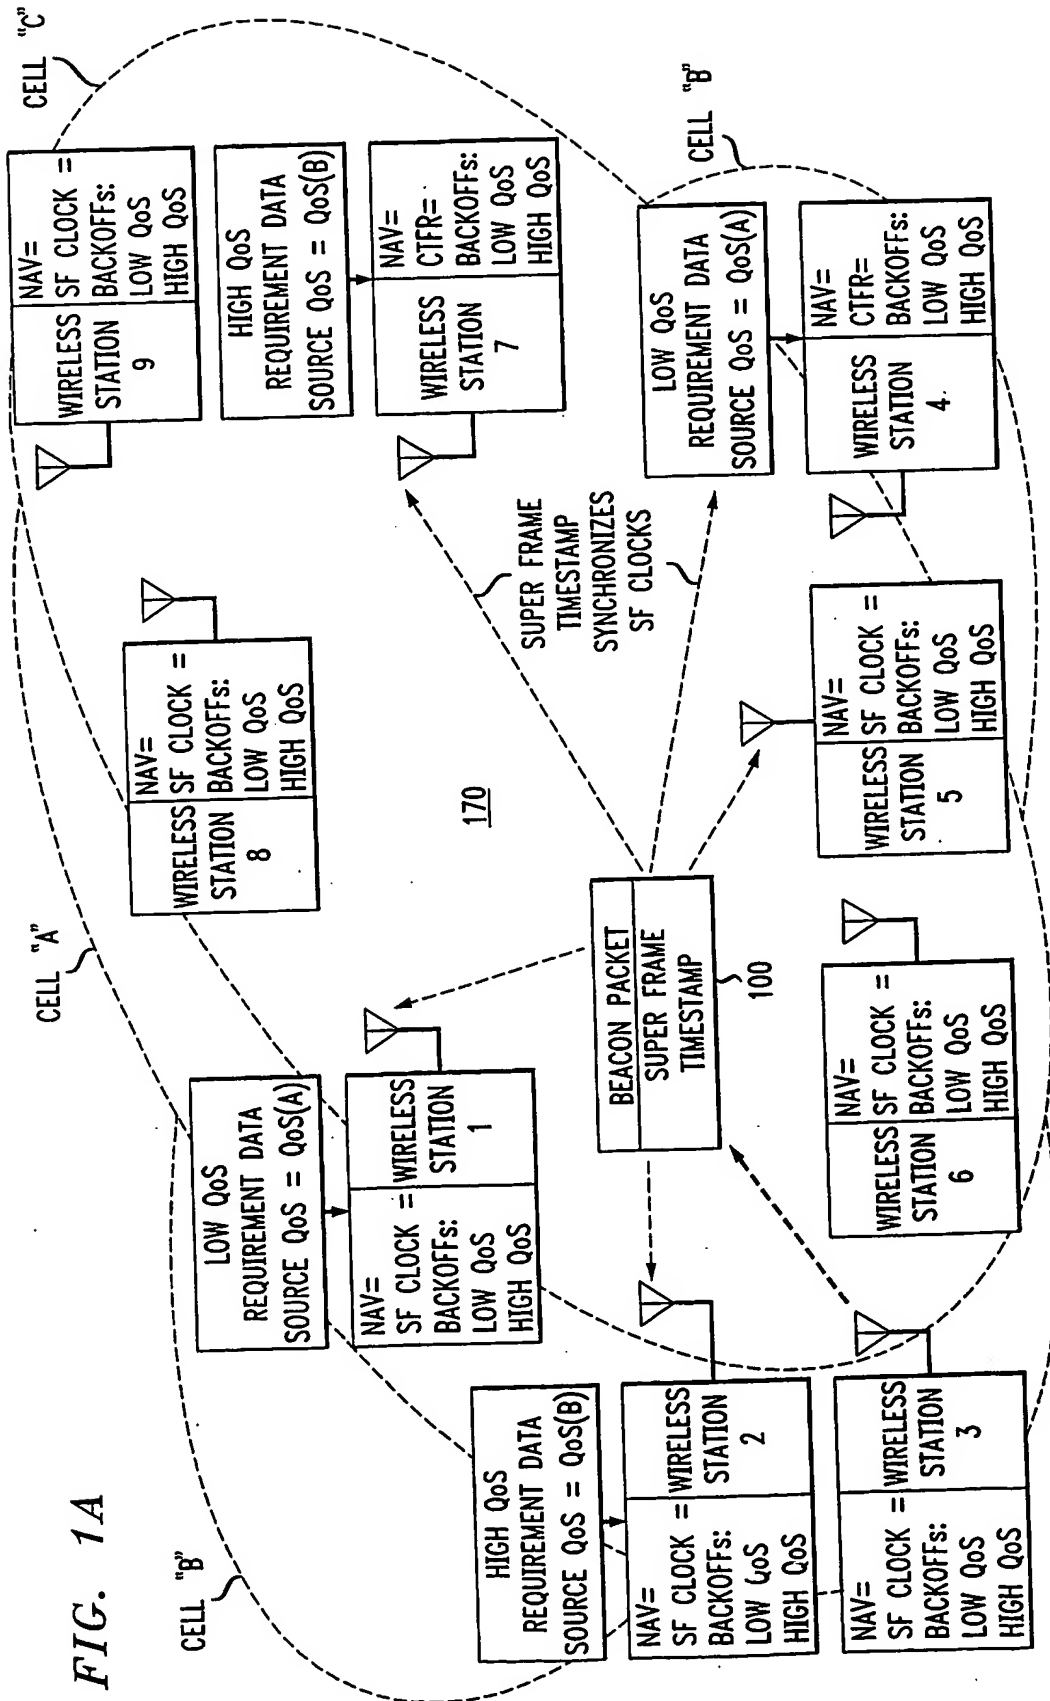 FIG. 1A
CELL "B"
CELL "A"
CELL "C"
LOW QoS
REQUIREMENT DATA
SOURCE QoS = QoS(A)
NAV=
SF CLOCK =
BACKOFFs:
LOW QoS
HIGH QoS
WIRELESS
STATION
1
WIRELESS
STATION
8
NAV=
SF CLOCK =
BACKOFFs:
LOW QoS
HIGH QoS
WIRELESS
STATION
9
NAV=
SF CLOCK =
BACKOFFs:
LOW QoS
HIGH QoS
HIGH QoS
REQUIREMENT DATA
SOURCE QoS = QoS(B)
WIRELESS
STATION
7
NAV=
CTFR=
BACKOFFs:
LOW QoS
HIGH QoS
170
SUPER FRAME
TIMESTAMP
SYNCHRONIZES
SF CLOCKS
HIGH QoS
REQUIREMENT DATA
SOURCE QoS = QoS(B)
NAV=
SF CLOCK =
BACKOFFs:
LOW QoS
HIGH QoS
WIRELESS
STATION
2
BEACON PACKET
SUPER FRAME
TIMESTAMP
100
LOW QoS
REQUIREMENT DATA
SOURCE QoS = QoS(A)
CELL "B"
WIRELESS
STATION
4
NAV=
CTFR=
BACKOFFs:
LOW QoS
HIGH QoS
NAV=
SF CLOCK =
BACKOFFs:
LOW QoS
HIGH QoS
WIRELESS
STATION
3
WIRELESS
STATION
6
NAV=
SF CLOCK =
BACKOFFs:
LOW QoS
HIGH QoS
WIRELESS
STATION
5
NAV=
SF CLOCK =
BACKOFFs:
LOW QoS
HIGH QoS